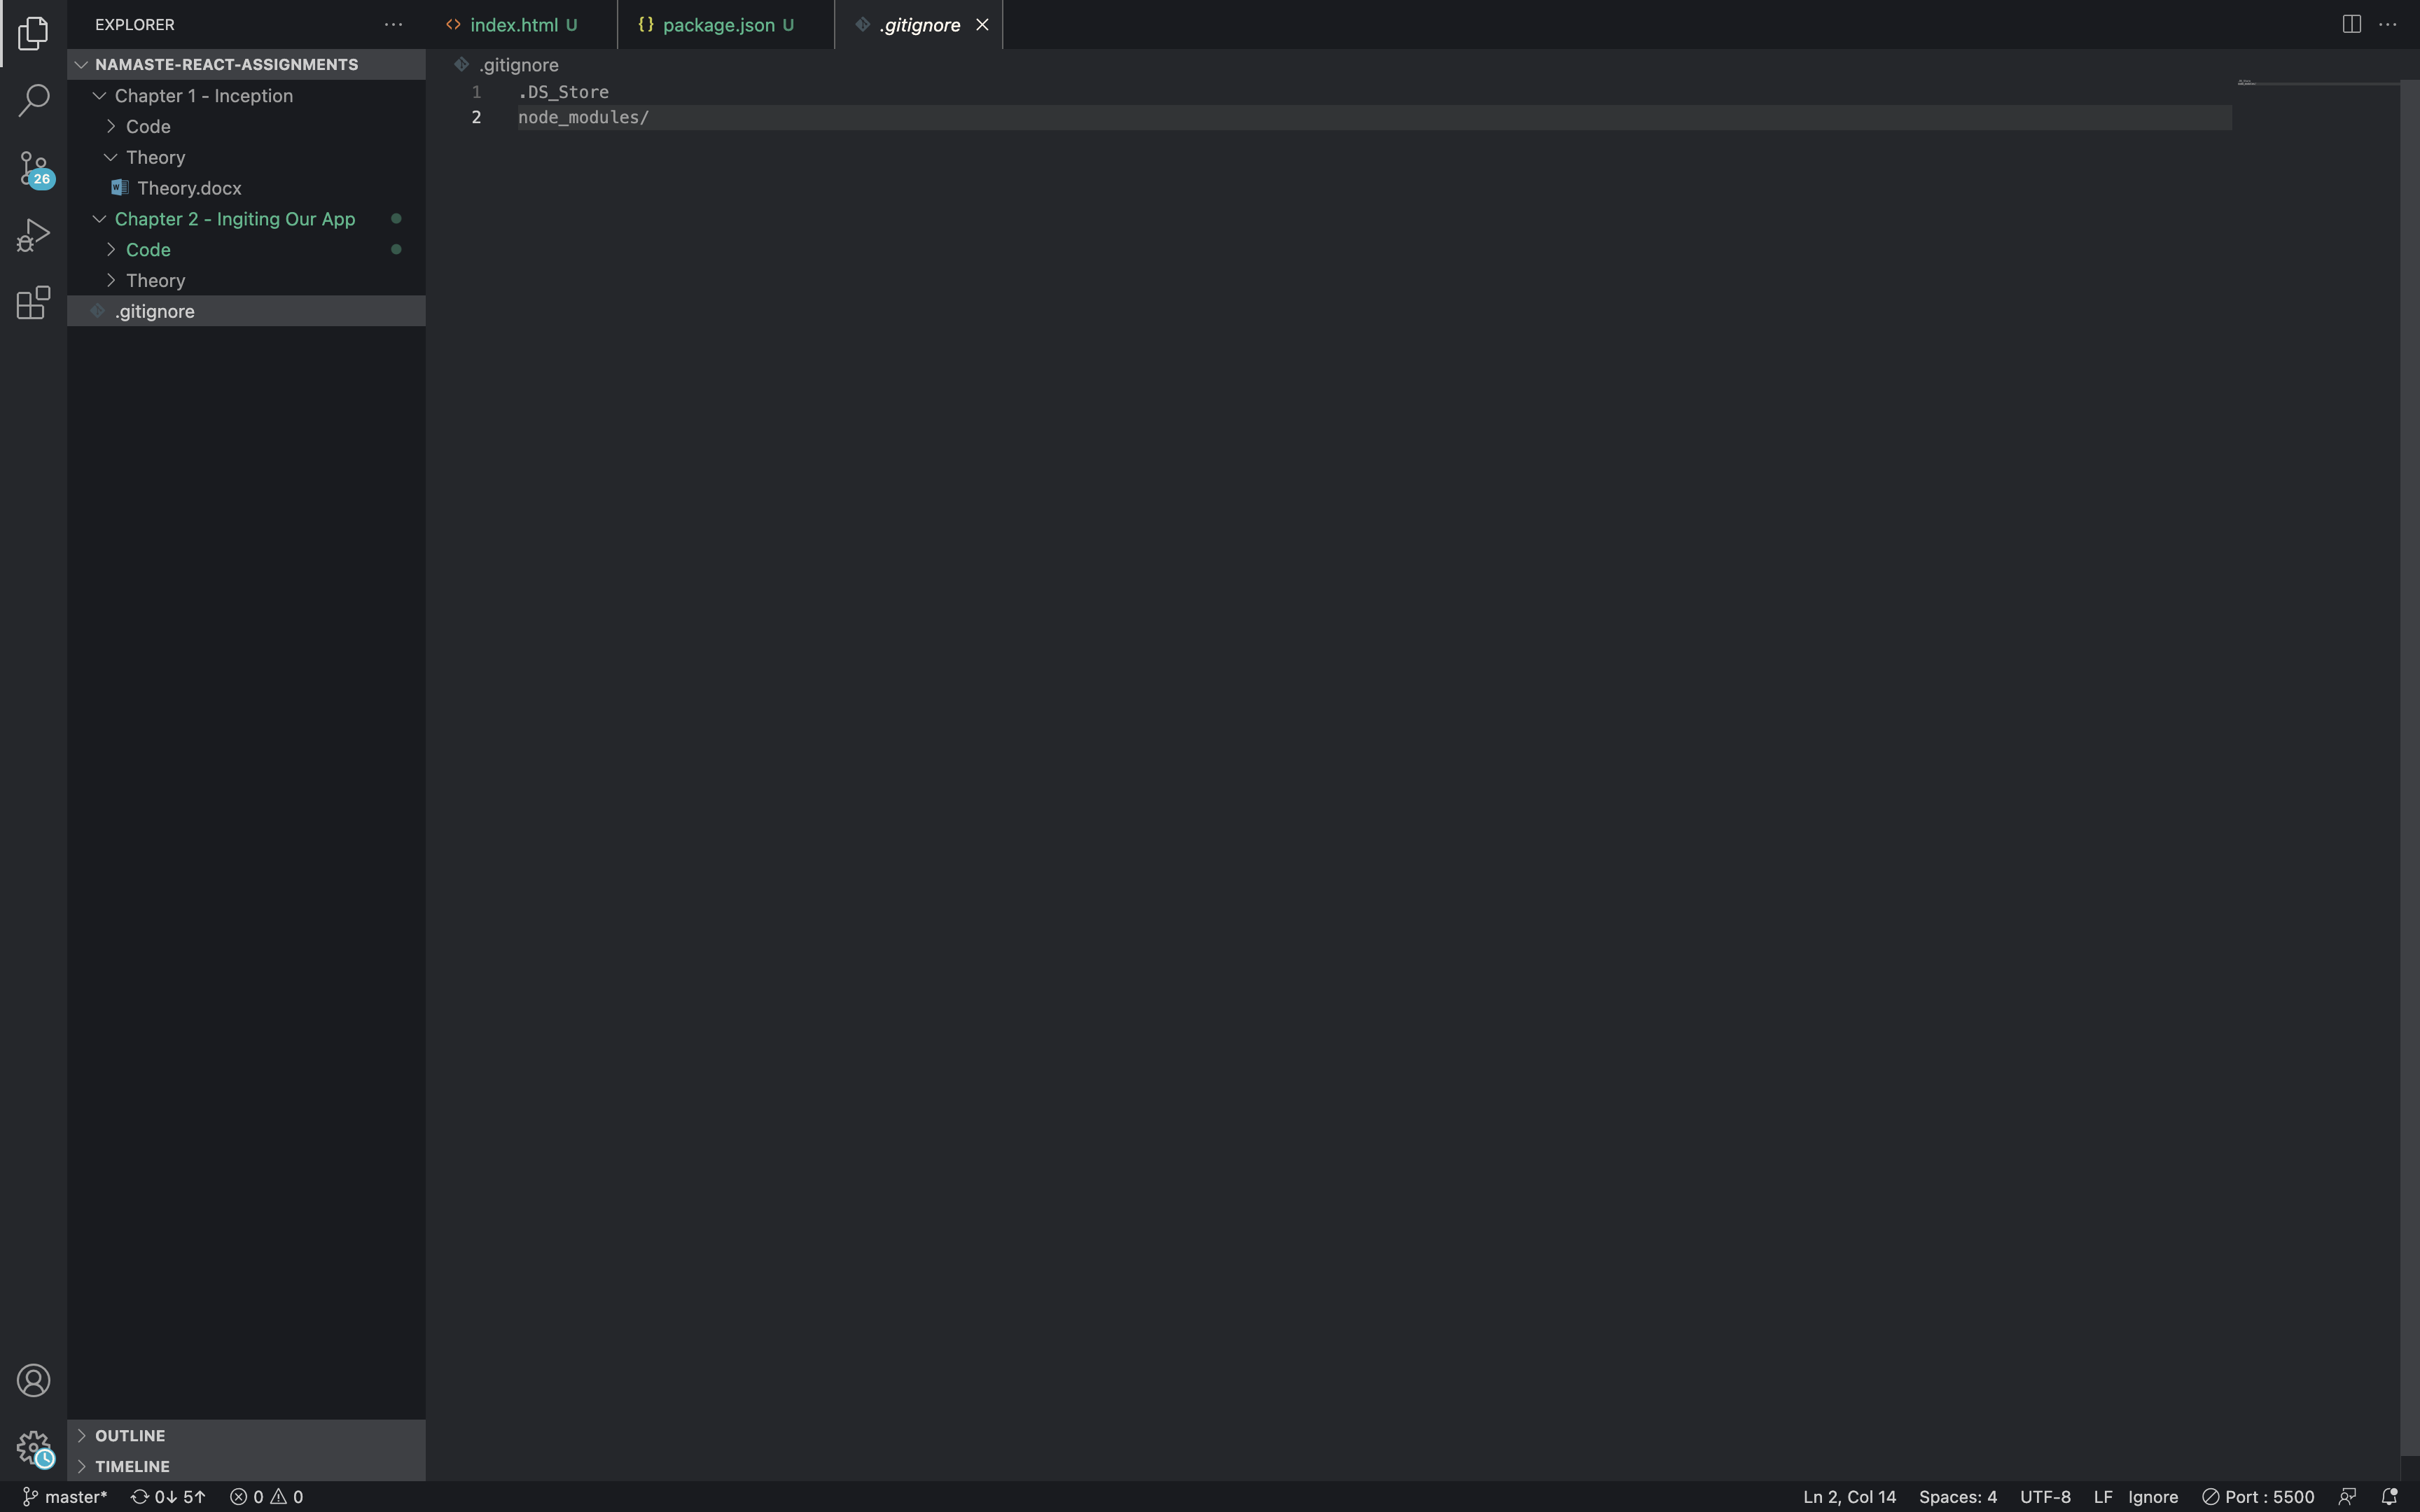 EXPLORER
NAMASTE-REACT-ASSIGNMENTS
Chapter 1 - Inception
Code
Theory
Theory.docx
Chapter 2 - Ingiting Our App
Code
Theory
.gitignore
OUTLINE
TIMELINE
index.html U
package.json U
.gitignore
.gitignore
1 .DS_Store
2 node_modules/
26
master* 0↓ 5↑ 0 0
Ln 2, Col 14 Spaces: 4 UTF-8 LF Ignore Port : 5500